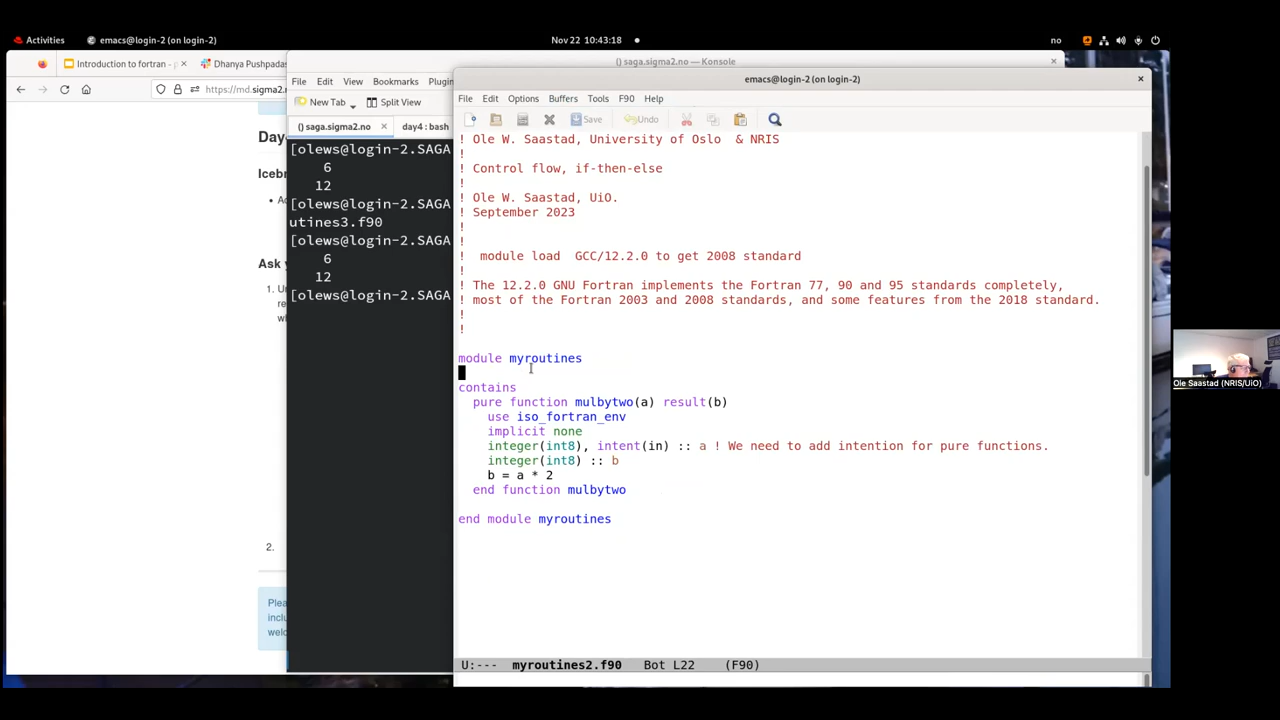 Activities
emacs@login-2 (on login-2)
Nov 22 10:43:18
no
Introduction to fortran -
Dhanya Pushpadas
https://md.sigma2.
() saga.sigma2.no — Konsole
File Edit View Bookmarks Plugin
New Tab Split View
() saga.sigma2.no
day4 : bash
[olews@login-2.SAGA
6
12
[olews@login-2.SAGA
utines3.f90
[olews@login-2.SAGA
6
12
[olews@login-2.SAGA
Day
Iceb
Ask y
1.
2.
Plea
inclu
welc
emacs@login-2 (on login-2)
File Edit Options Buffers Tools F90 Help
Save Undo
! Ole W. Saastad, University of Oslo & NRIS
!
! Control flow, if-then-else
!
! Ole W. Saastad, UiO.
! September 2023
!
!
! module load GCC/12.2.0 to get 2008 standard
!
! The 12.2.0 GNU Fortran implements the Fortran 77, 90 and 95 standards completely,
! most of the Fortran 2003 and 2008 standards, and some features from the 2018 standard.
!
!
module myroutines
contains
pure function mulbytwo(a) result(b)
use iso_fortran_env
implicit none
integer(int8), intent(in) :: a ! We need to add intention for pure functions.
integer(int8) :: b
b = a * 2
end function mulbytwo
end module myroutines
U:--- myroutines2.f90 Bot L22 (F90)
Ole Saastad (NRIS/UiO)